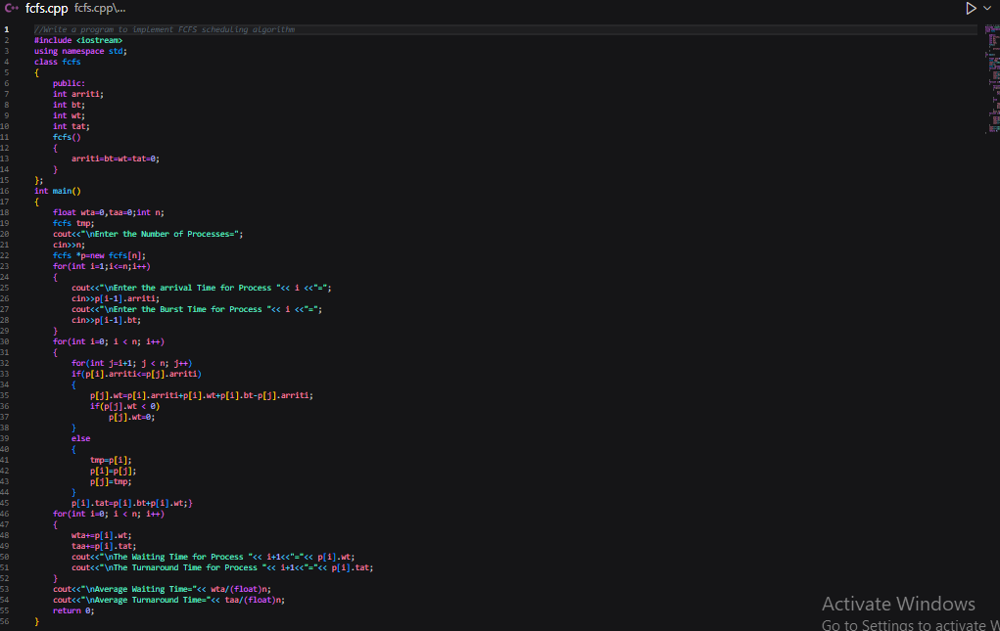 fcfs.cpp fcfs.cpp\...
1 //Write a program to implement FCFS scheduling algorithm
2 #include <iostream>
3 using namespace std;
4 class fcfs
5 {
6 public:
7 int arriti;
8 int bt;
9 int wt;
10 int tat;
11 fcfs()
12 {
13 arriti=bt=wt=tat=0;
14 }
15 };
16 int main()
17 {
18 float wta=0,taa=0;int n;
19 fcfs tmp;
20 cout<<"\nEnter the Number of Processes=";
21 cin>>n;
22 fcfs *p=new fcfs[n];
23 for(int i=1;i<=n;i++)
24 {
25 cout<<"\nEnter the arrival Time for Process "<< i <<"=";
26 cin>>p[i-1].arriti;
27 cout<<"\nEnter the Burst Time for Process "<< i <<"=";
28 cin>>p[i-1].bt;
29 }
30 for(int i=0; i < n; i++)
31 {
32 for(int j=i+1; j < n; j++)
33 if(p[i].arriti<=p[j].arriti)
34 {
35 p[j].wt=p[i].arriti+p[i].wt+p[i].bt-p[j].arriti;
36 if(p[j].wt < 0)
37 p[j].wt=0;
38 }
39 else
40 {
41 tmp=p[i];
42 p[i]=p[j];
43 p[j]=tmp;
44 }
45 p[i].tat=p[i].bt+p[i].wt;}
46 for(int i=0; i < n; i++)
47 {
48 wta+=p[i].wt;
49 taa+=p[i].tat;
50 cout<<"\nThe Waiting Time for Process "<< i+1<<"="<< p[i].wt;
51 cout<<"\nThe Turnaround Time for Process "<< i+1<<"="<< p[i].tat;
52 }
53 cout<<"\nAverage Waiting Time="<< wta/(float)n;
54 cout<<"\nAverage Turnaround Time="<< taa/(float)n;
55 return 0;
56 }
Activate Windows
Go to Settings to activate W